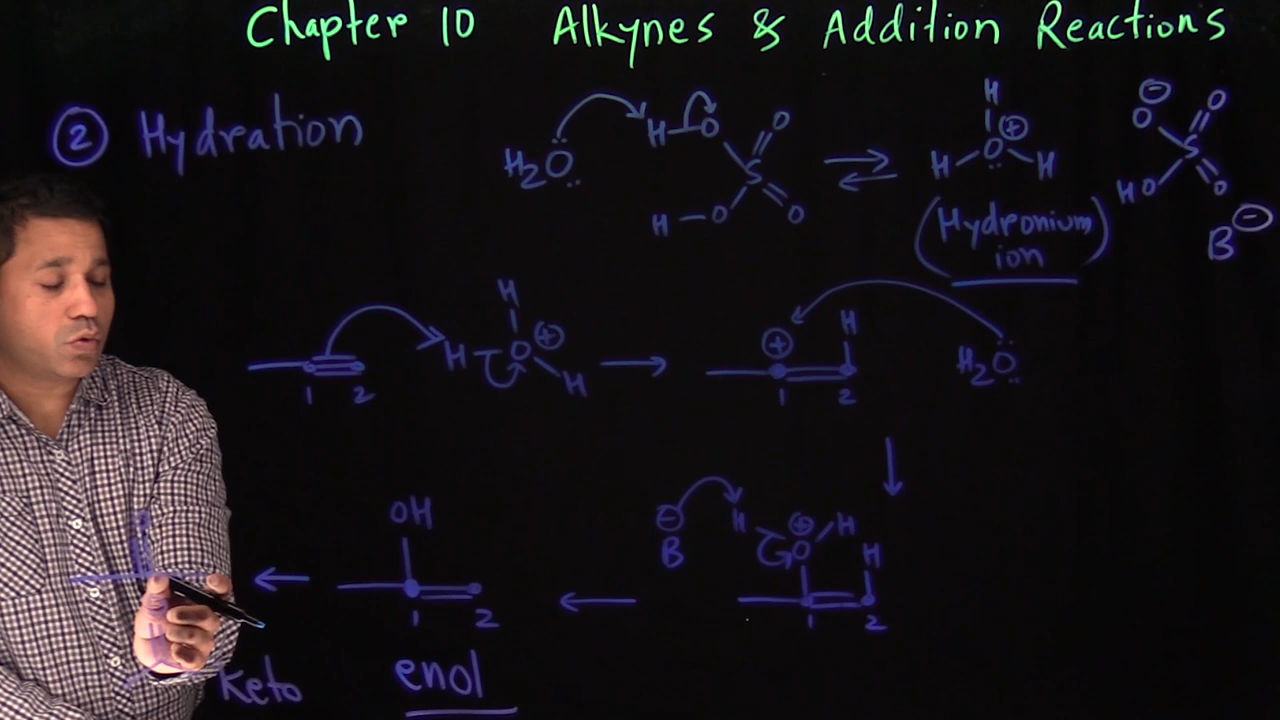 Chapter 10 Alkynes & Addition Reactions
② Hydration
H₂O H-O S O O H-O O ⇌ H H-O-H ⊕ ⊖ O O S HO O
(Hydronium ion) B⊖
1 2 H H-O ⊕ H → ⊕ H 1 2 H₂O
↓
← OH 1 2 ← ⊖ B H O ⊕ H H 1 2
keto enol